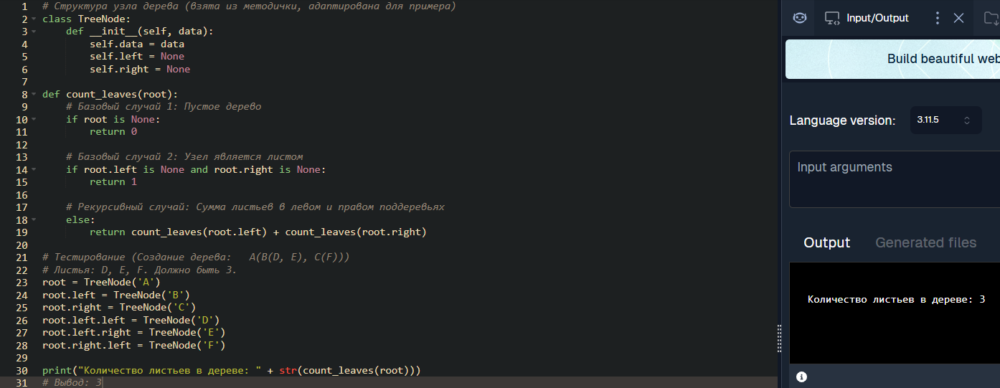 1 # Структура узла дерева (взята из методички, адаптирована для примера)
2 class TreeNode:
3     def __init__(self, data):
4         self.data = data
5         self.left = None
6         self.right = None
7
8 def count_leaves(root):
9     # Базовый случай 1: Пустое дерево
10     if root is None:
11         return 0
12
13     # Базовый случай 2: Узел является листом
14     if root.left is None and root.right is None:
15         return 1
16
17     # Рекурсивный случай: Сумма листьев в левом и правом поддеревьях
18     else:
19         return count_leaves(root.left) + count_leaves(root.right)
20
21 # Тестирование (Создание дерева:   A(B(D, E), C(F)))
22 # Листья: D, E, F. Должно быть 3.
23 root = TreeNode('A')
24 root.left = TreeNode('B')
25 root.right = TreeNode('C')
26 root.left.left = TreeNode('D')
27 root.left.right = TreeNode('E')
28 root.right.left = TreeNode('F')
29
30 print("Количество листьев в дереве: " + str(count_leaves(root)))
31 # Вывод: 3
Input/Output
Build beautiful web
Language version: 3.11.5
Input arguments
Output Generated files
Количество листьев в дереве: 3